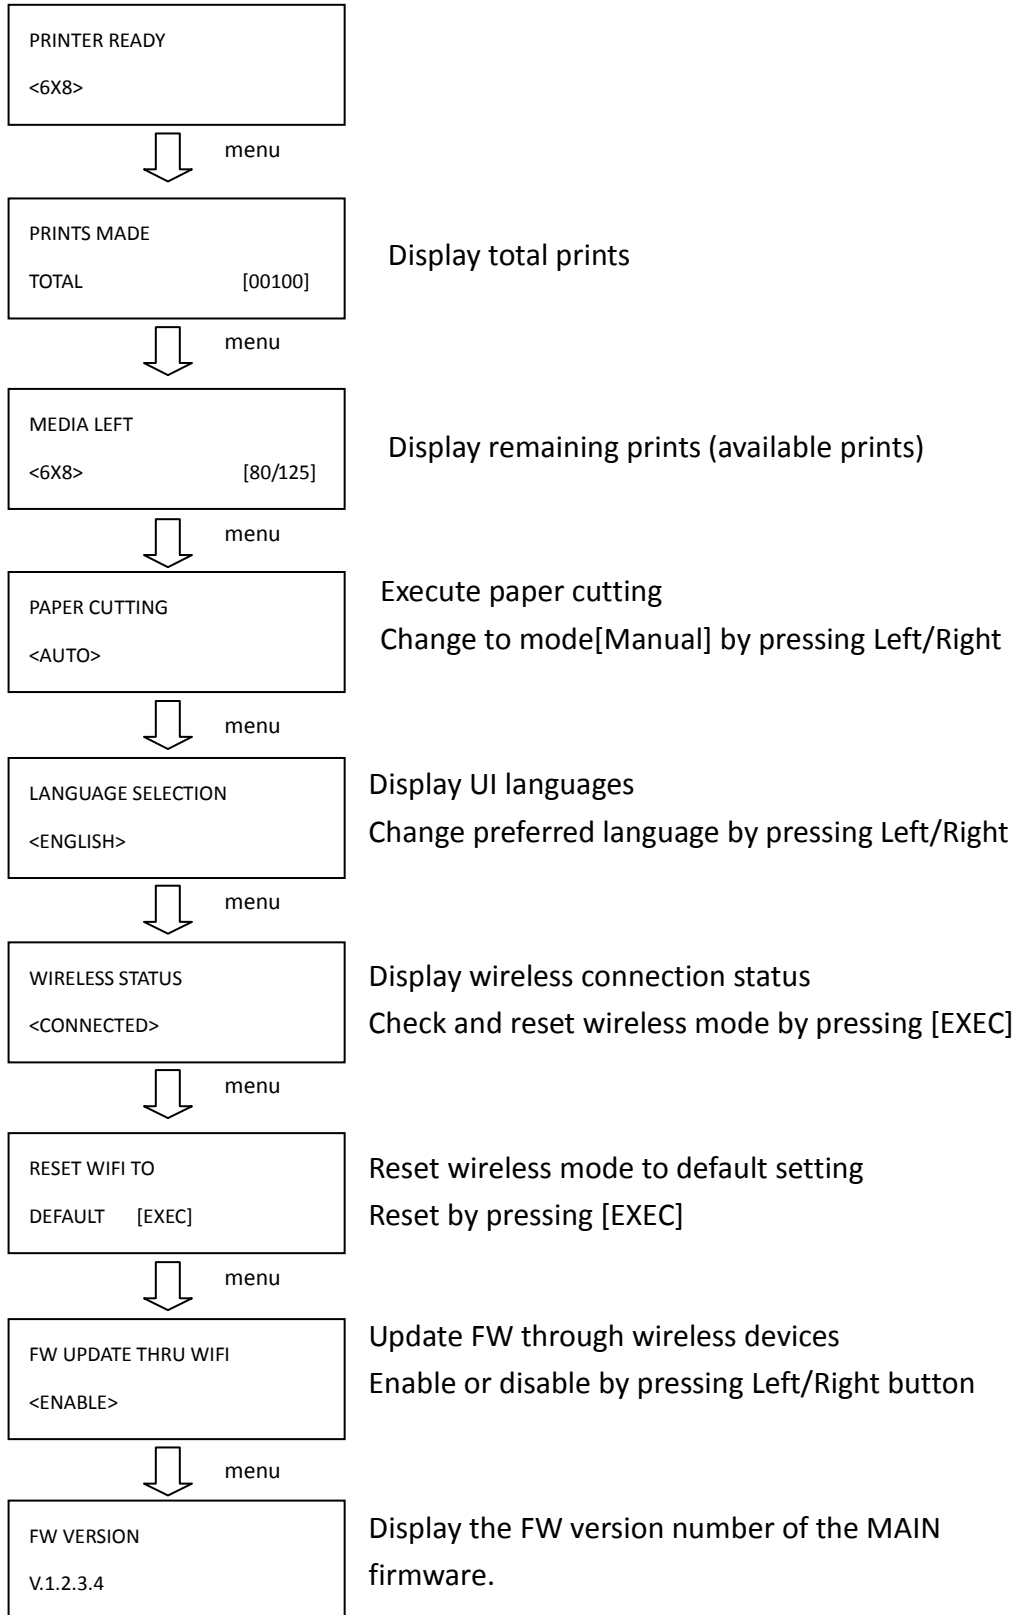 PRINTER READY
<6X8>
menu
PRINTS MADE
TOTAL [00100]
Display total prints
menu
MEDIA LEFT
<6X8> [80/125]
Display remaining prints (available prints)
menu
PAPER CUTTING
<AUTO>
Execute paper cutting
Change to mode[Manual] by pressing Left/Right
menu
LANGUAGE SELECTION
<ENGLISH>
Display UI languages
Change preferred language by pressing Left/Right
menu
WIRELESS STATUS
<CONNECTED>
Display wireless connection status
Check and reset wireless mode by pressing [EXEC]
menu
RESET WIFI TO
DEFAULT [EXEC]
Reset wireless mode to default setting
Reset by pressing [EXEC]
menu
FW UPDATE THRU WIFI
<ENABLE>
Update FW through wireless devices
Enable or disable by pressing Left/Right button
menu
FW VERSION
V.1.2.3.4
Display the FW version number of the MAIN
firmware.